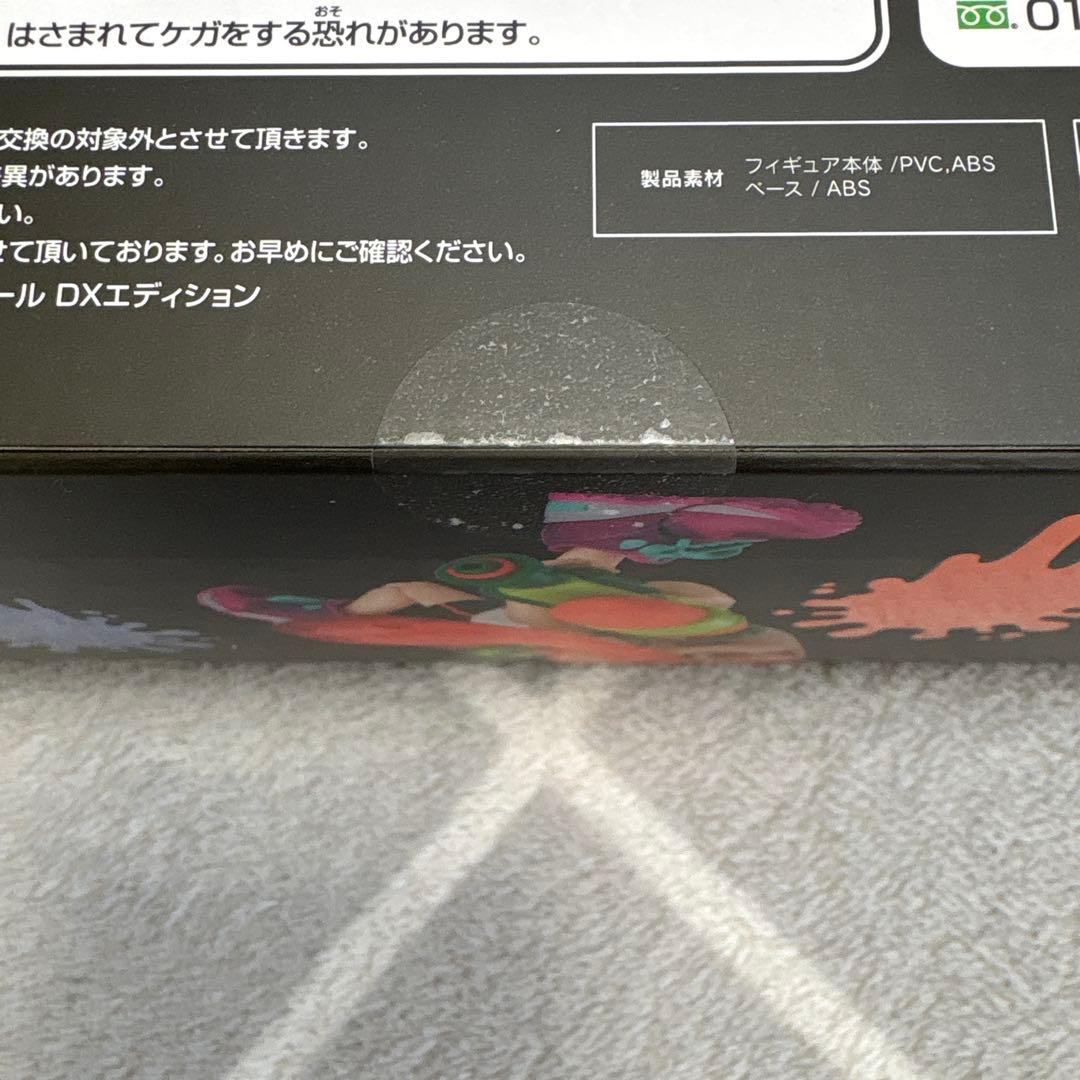 はさまれてケガをする恐れがあります。
おそ
01
交換の対象外とさせて頂きます。
異があります。
い。
せて頂いております。お早めにご確認ください。
ール DXエディション
製品素材
フィギュア本体 /PVC,ABS
ベース / ABS